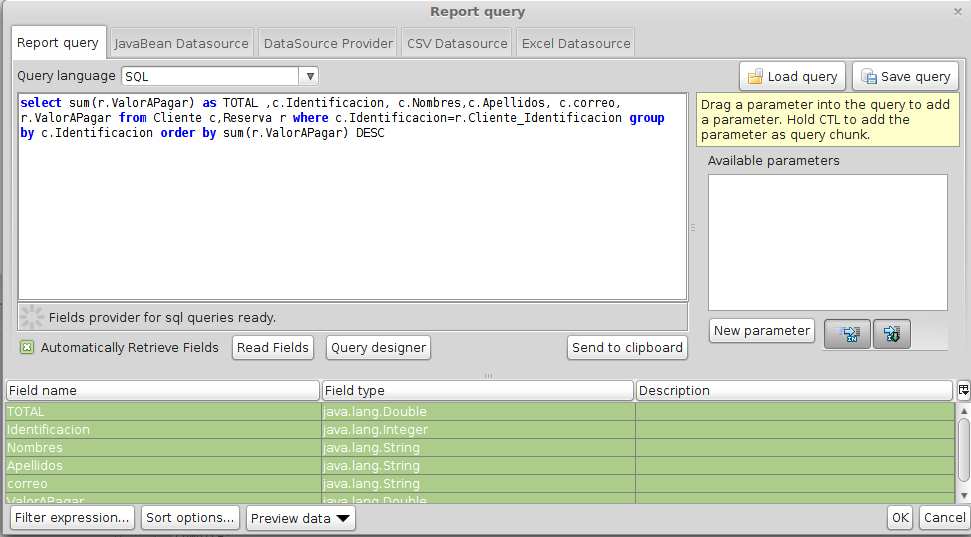 Report query
Report query JavaBean Datasource DataSource Provider CSV Datasource Excel Datasource
Query language SQL Load query Save query
select sum(r.ValorAPagar) as TOTAL ,c.Identificacion, c.Nombres,c.Apellidos, c.correo,
r.ValorAPagar from Cliente c,Reserva r where c.Identificacion=r.Cliente_Identificacion group
by c.Identificacion order by sum(r.ValorAPagar) DESC
Drag a parameter into the query to add
a parameter. Hold CTL to add the
parameter as query chunk.
Available parameters
Fields provider for sql queries ready.
New parameter
Automatically Retrieve Fields Read Fields Query designer Send to clipboard
Field name Field type Description
TOTAL java.lang.Double
Identificacion java.lang.Integer
Nombres java.lang.String
Apellidos java.lang.String
correo java.lang.String
ValorAPagar java.lang.Double
Filter expression... Sort options... Preview data OK Cancel